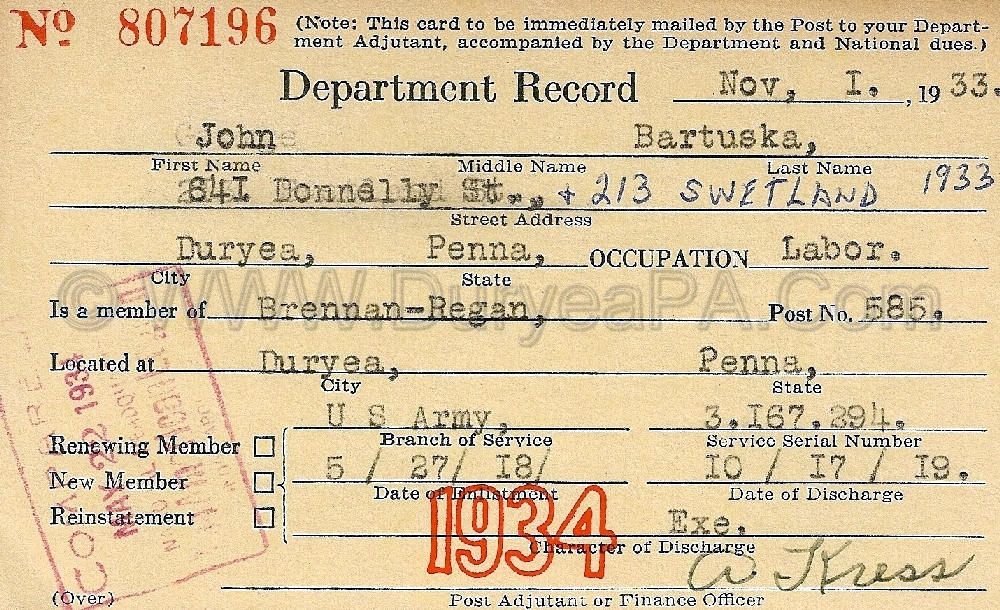 Nº 807196 (Note: This card to be immediately mailed by the Post to your Depart-
ment Adjutant, accompanied by the Department and National dues.)
Department Record Nov, I. , 1933.
John Bartuska,
First Name Middle Name Last Name
641 Donnelly St., + 213 SWETLAND 1933
Street Address
Duryea, Penna, OCCUPATION Labor.
City State
© WWW.DuryeaPA.Com
Is a member of Brennan-Regan, Post No. 585.
Located at Duryea, Penna,
City State
U S Army, 3.167.294.
Renewing Member Branch of Service Service Serial Number
New Member 5 / 27/ 18/ 10 / 17 / 19.
Date of Enlistment Date of Discharge
Reinstatement Exe.
1934
Character of Discharge
A Kress
(Over) Post Adjutant or Finance Officer
MAY 22 1934